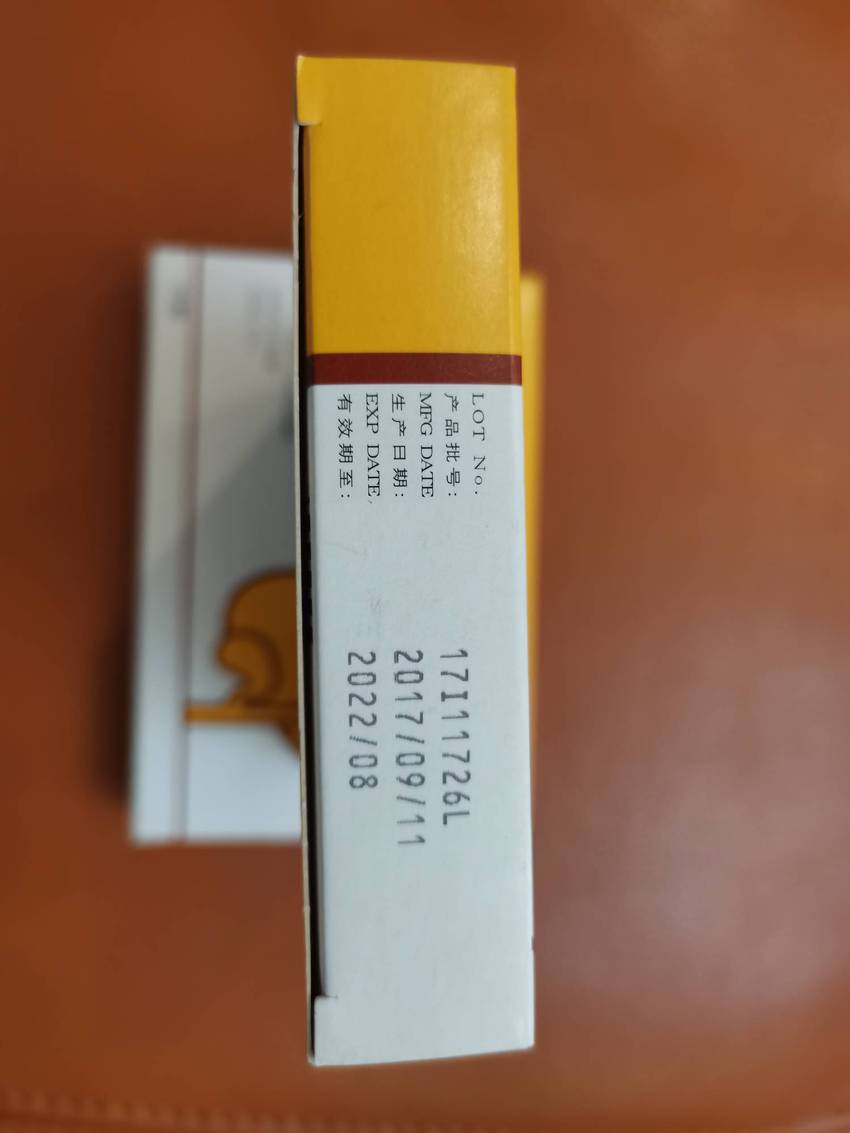 LOT No.
产品批号: 17I11726L
MFG DATE
生产日期: 2017/09/11
EXP DATE.
有效期至: 2022/08